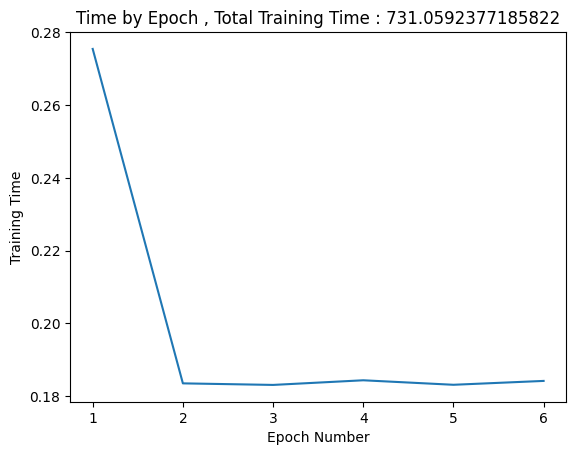 Time by Epoch , Total Training Time : 731.0592377185822
0.28
0.26
0.24
0.22
0.20
0.18
Training Time
1 2 3 4 5 6
Epoch Number